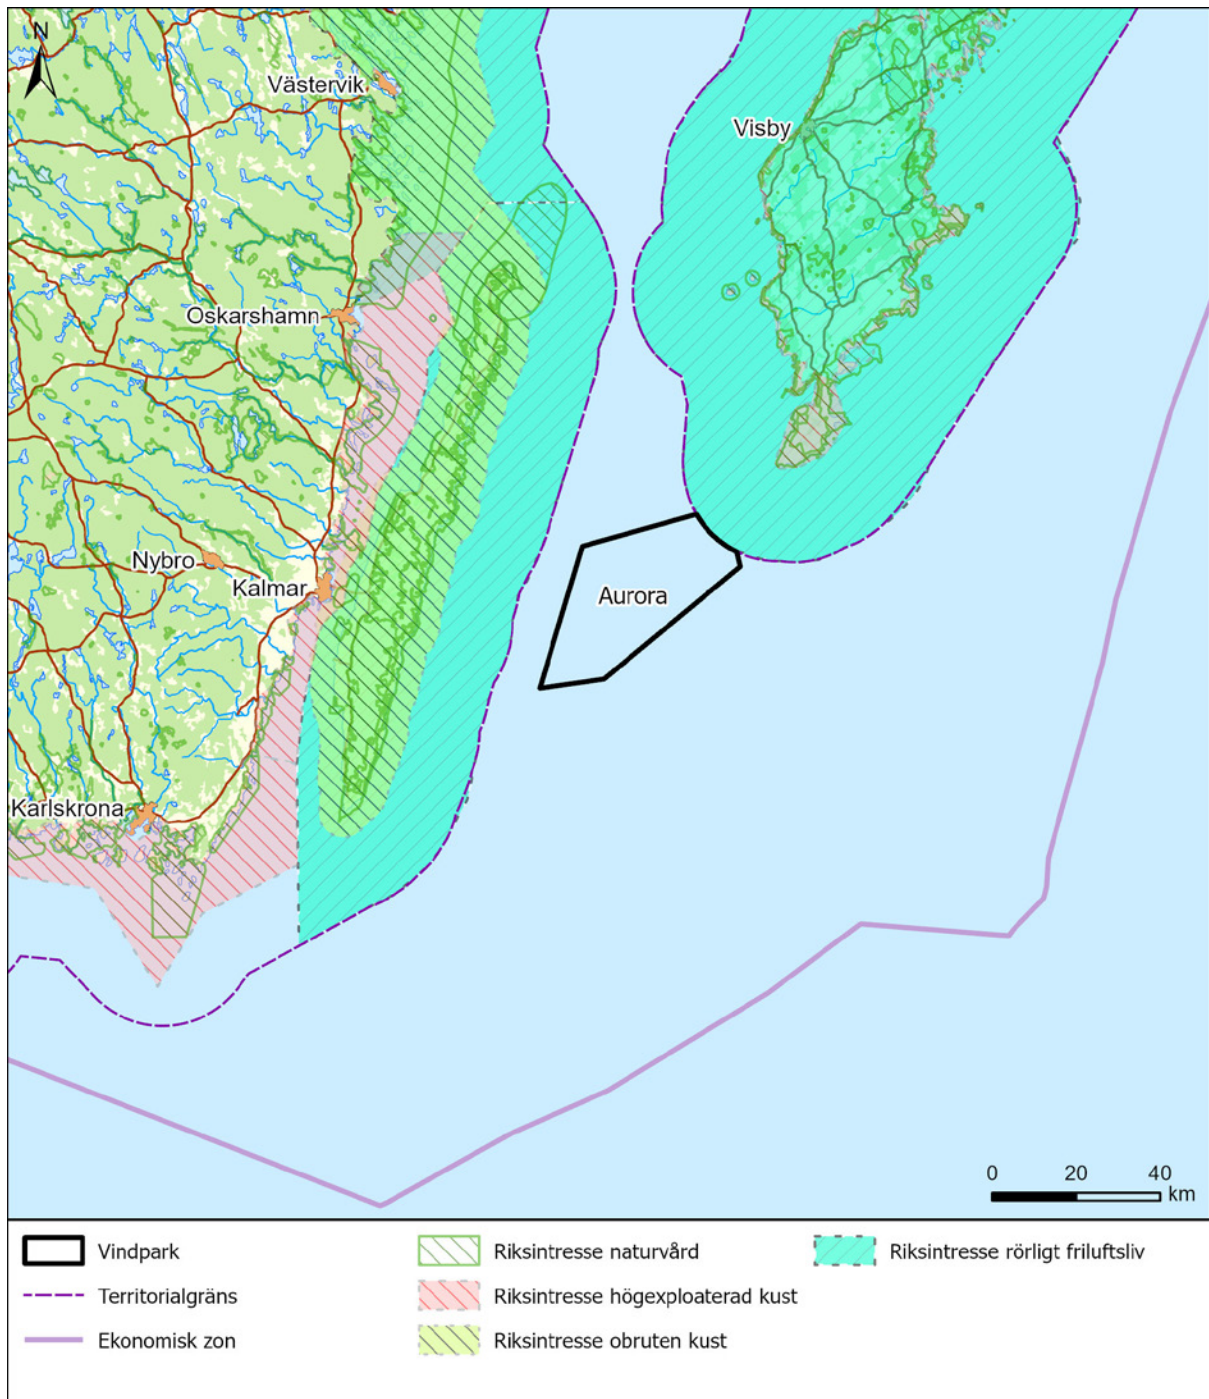 N
Västervik
Visby
Oskarshamn
Nybro
Kalmar
Aurora
Karlskrona
0 20 40
km
Vindpark
Territorialgräns
Ekonomisk zon
Riksintresse naturvård
Riksintresse högexploaterad kust
Riksintresse obruten kust
Riksintresse rörligt friluftsliv